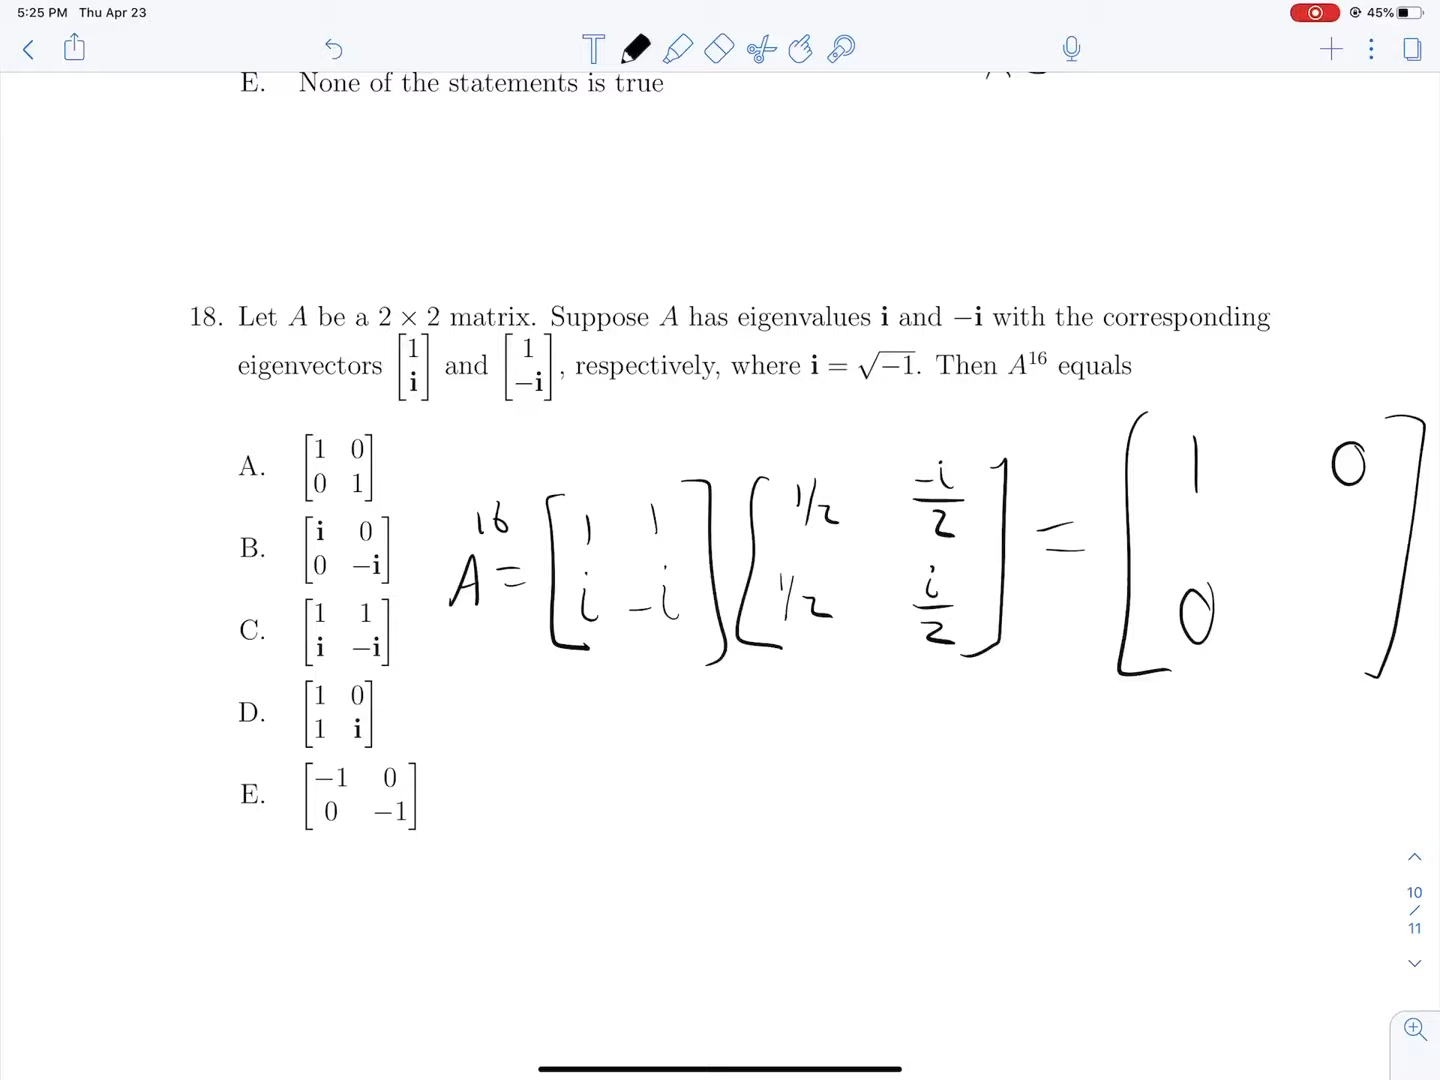 5:25 PM Thu Apr 23
45%
E. None of the statements is true
18. Let A be a 2 × 2 matrix. Suppose A has eigenvalues i and −i with the corresponding
eigenvectors [1; i] and [1; −i], respectively, where i = √−1. Then A^16 equals
A. [1 0; 0 1]
B. [i 0; 0 −i]
C. [1 1; i −i]
D. [1 0; 1 i]
E. [−1 0; 0 −1]
A^16 = [1 1; i −i] [1/2 −i/2; 1/2 i/2] = [1 0; 0 ]
10
/
11